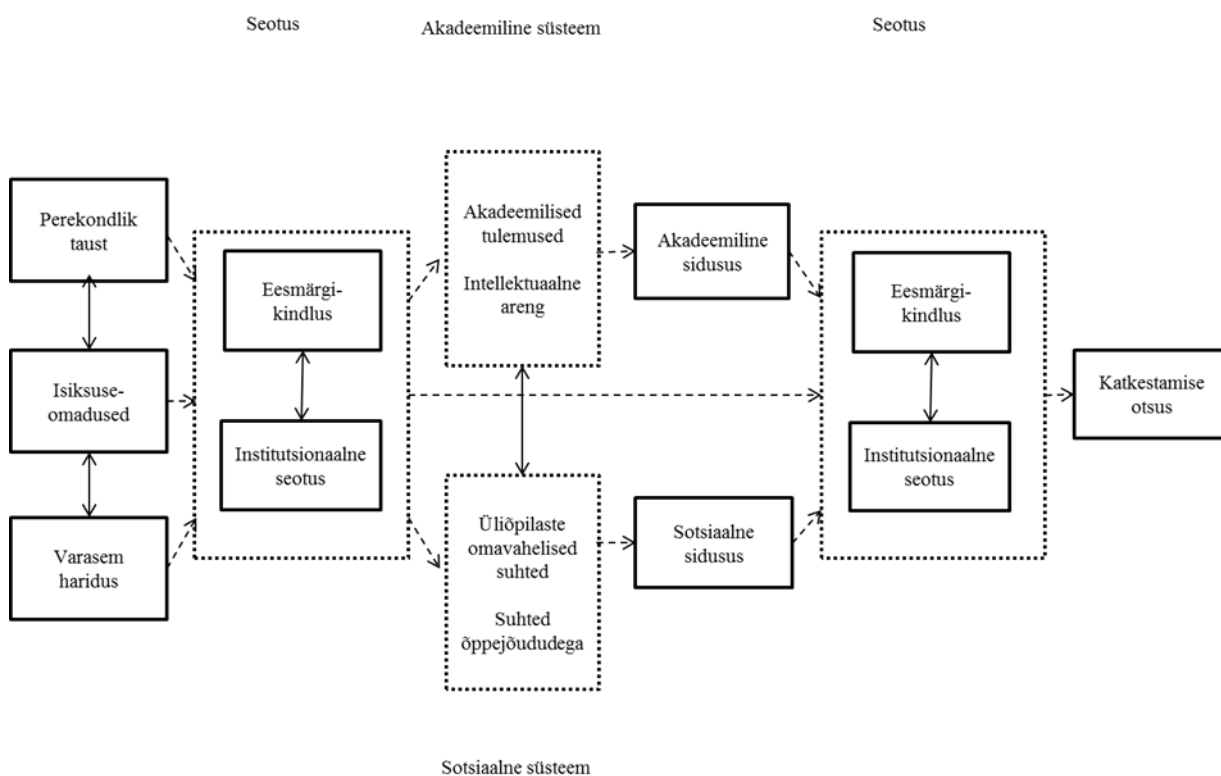 Seotus
Akadeemiline süsteem
Seotus
Perekondlik
taust
Isiksuse-
omadused
Varasem
haridus
Eesmärgi-
kindlus
Institutsionaalne
seotus
Akadeemilised
tulemused
Intellektuaalne
areng
Üliõpilaste
omavahelised
suhted
Suhted
õppejõududega
Akadeemiline
sidusus
Sotsiaalne
sidusus
Eesmärgi-
kindlus
Institutsionaalne
seotus
Katkestamise
otsus
Sotsiaalne süsteem